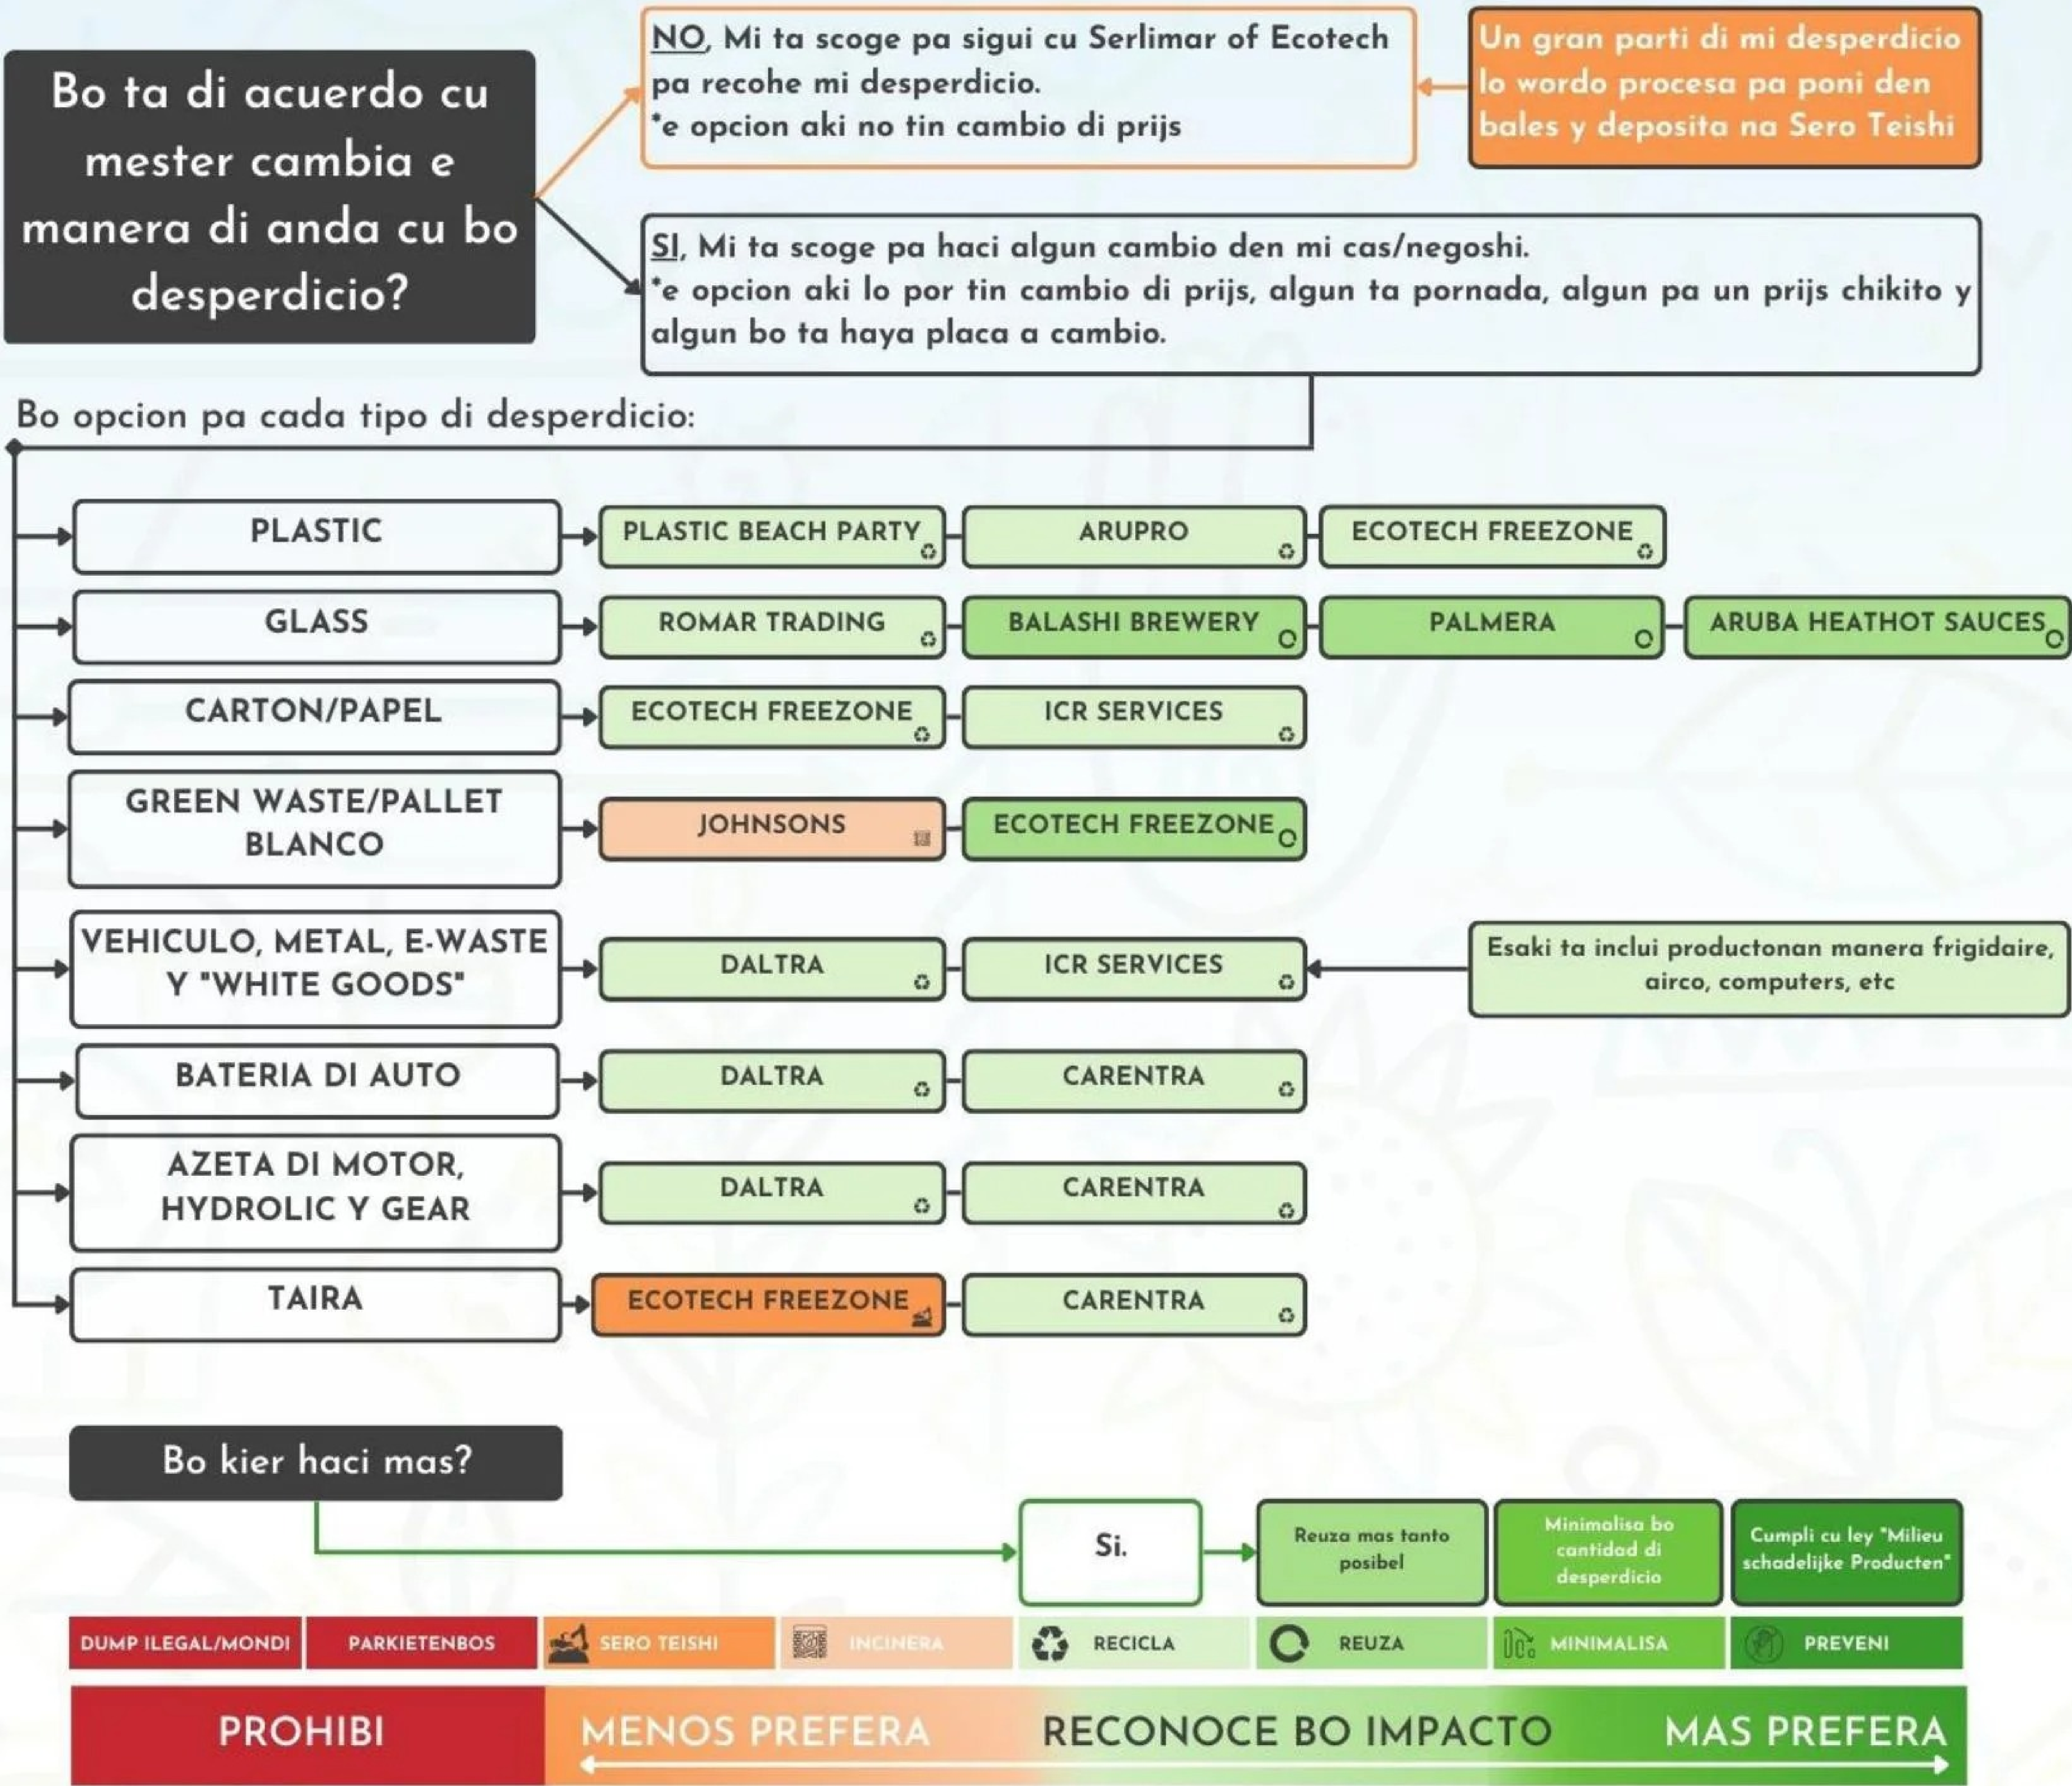 Bo ta di acuerdo cu
mester cambia e
manera di anda cu bo
desperdicio?
NO, Mi ta scoge pa sigui cu Serlimar of Ecotech
pa recohe mi desperdicio.
*e opcion aki no tin cambio di prijs
Un gran parti di mi desperdicio
lo wordo procesa pa poni den
bales y deposita na Sero Teishi
SI, Mi ta scoge pa haci algun cambio den mi cas/negoshi.
*e opcion aki lo por tin cambio di prijs, algun ta pornada, algun pa un prijs chikito y
algun bo ta haya placa a cambio.
Bo opcion pa cada tipo di desperdicio:
PLASTIC
PLASTIC BEACH PARTY
ARUPRO
ECOTECH FREEZONE
GLASS
ROMAR TRADING
BALASHI BREWERY
PALMERA
ARUBA HEATHOT SAUCES
CARTON/PAPEL
ECOTECH FREEZONE
ICR SERVICES
GREEN WASTE/PALLET
BLANCO
JOHNSONS
ECOTECH FREEZONE
VEHICULO, METAL, E-WASTE
Y "WHITE GOODS"
DALTRA
ICR SERVICES
Esaki ta inclui productonan manera frigidaire,
airco, computers, etc
BATERIA DI AUTO
DALTRA
CARENTRA
AZETA DI MOTOR,
HYDROLIC Y GEAR
DALTRA
CARENTRA
TAIRA
ECOTECH FREEZONE
CARENTRA
Bo kier haci mas?
Si.
Reuza mas tanto
posibel
Minimalisa bo
cantidad di
desperdicio
Cumpli cu ley "Milieu
schadelijke Producten"
DUMP ILEGAL/MONDI
PARKIETENBOS
SERO TEISHI
INCINERA
RECICLA
REUZA
MINIMALISA
PREVENI
PROHIBI
MENOS PREFERA
RECONOCE BO IMPACTO
MAS PREFERA